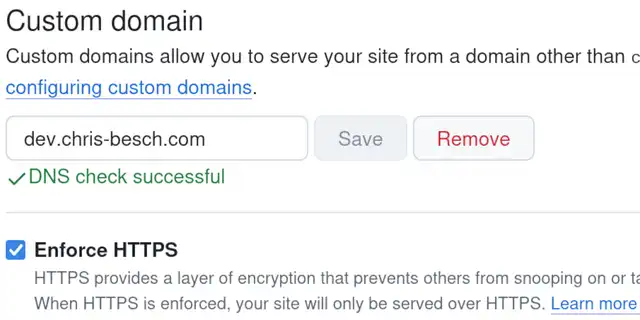 Custom domain
Custom domains allow you to serve your site from a domain other than
configuring custom domains.
dev.chris-besch.com Save Remove
DNS check successful
Enforce HTTPS
HTTPS provides a layer of encryption that prevents others from snooping on or
When HTTPS is enforced, your site will only be served over HTTPS. Learn more